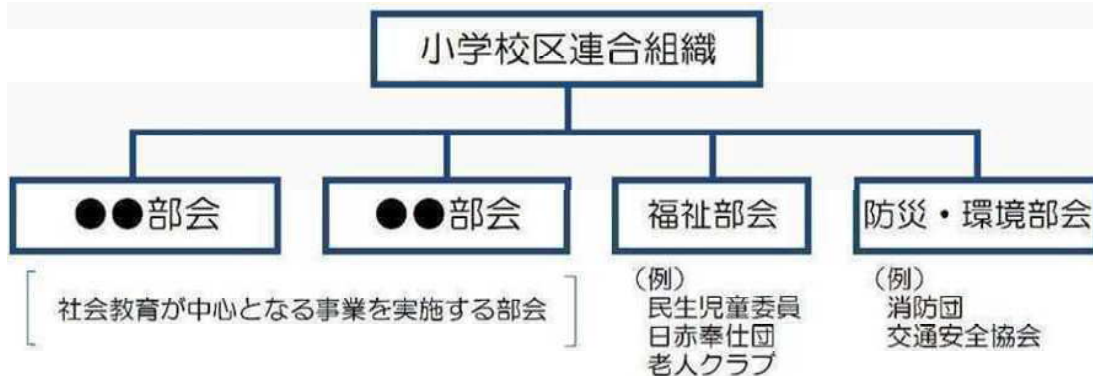 小学校区連合組織
●●部会
●●部会
福祉部会
防災・環境部会
社会教育が中心となる事業を実施する部会
（例）
民生児童委員
日赤奉仕団
老人クラブ
（例）
消防団
交通安全協会